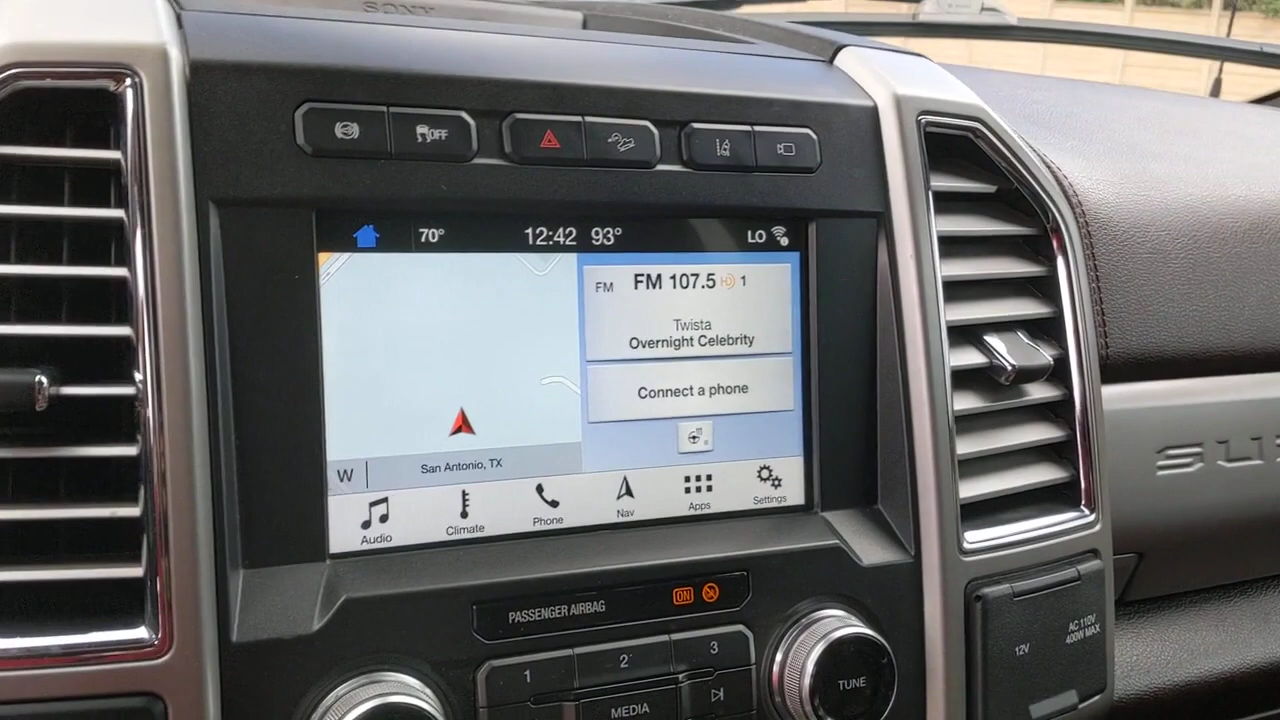 SONY
OFF
70°
12:42 93°
LO
FM FM 107.5 HD 1
Twista
Overnight Celebrity
Connect a phone
W
San Antonio, TX
Audio
Climate
Phone
Nav
Apps
Settings
PASSENGER AIRBAG
ON
1
2
3
MEDIA
TUNE
12V
AC 110V
400W MAX